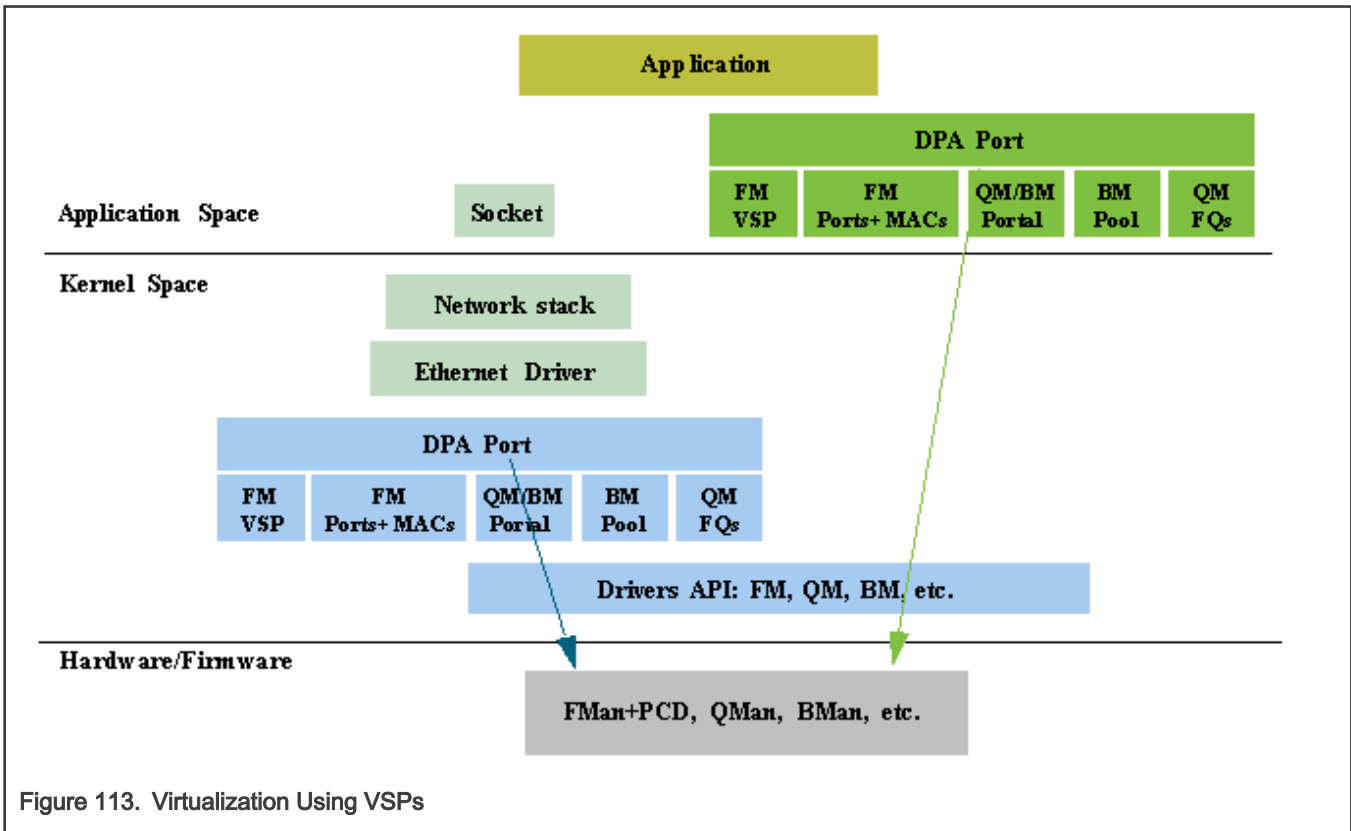 Application
DPA Port
FM
VSP
FM
Ports+MACs
QM/BM
Portal
BM
Pool
QM
FQs
Application Space
Socket
Kernel Space
Network stack
Ethernet Driver
DPA Port
FM
VSP
FM
Ports+MACs
QM/BM
Portal
BM
Pool
QM
FQs
Drivers API: FM, QM, BM, etc.
Hardware/Firmware
FMan+PCD, QMan, BMan, etc.
Figure 113. Virtualization Using VSPs